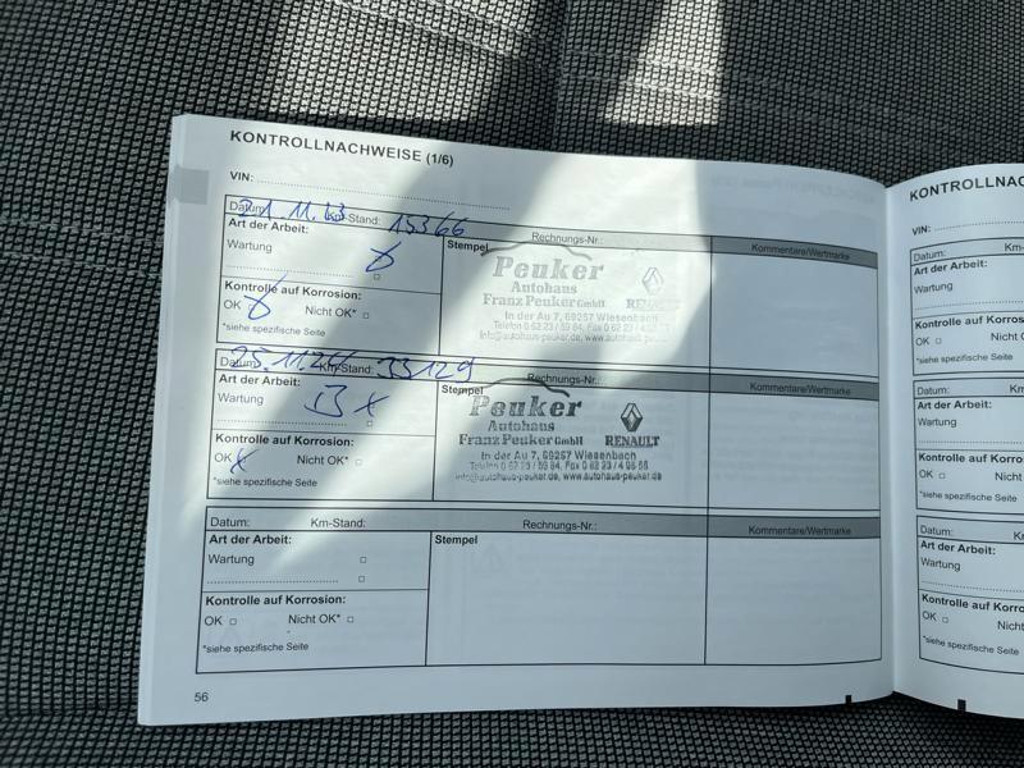 KONTROLLNACHWEISE (1/6)
VIN:
Datum: 21.11.23 Km-Stand: 15366 Rechnungs-Nr.: Kommentare/Wertmarke
Art der Arbeit: Stempel
Wartung
Kontrolle auf Korrosion:
OK Nicht OK*
*siehe spezifische Seite
Peuker
Autohaus
Franz Peuker GmbH RENAULT
In der Au 7, 69257 Wiesenbach
Datum: 25.11.24 Km-Stand: 33129 Rechnungs-Nr.: Kommentare/Wertmarke
Art der Arbeit: Stempel
Wartung B x
Kontrolle auf Korrosion:
OK x Nicht OK*
*siehe spezifische Seite
Peuker
Autohaus
Franz Peuker GmbH RENAULT
In der Au 7, 69257 Wiesenbach
info@autohaus-peuker.de, www.autohaus-peuker.de
Datum: Km-Stand: Rechnungs-Nr.: Kommentare/Wertmarke
Art der Arbeit: Stempel
Wartung
Kontrolle auf Korrosion:
OK Nicht OK*
*siehe spezifische Seite
56
KONTROLLNAC
VIN:
Datum: Km-
Art der Arbeit:
Wartung
Kontrolle auf Korros
OK Nicht
*siehe spezifische Seite
Datum: Km
Art der Arbeit:
Wartung
Kontrolle auf Korro
OK Nicht
*siehe spezifische Seite
Datum: K
Art der Arbeit:
Wartung
Kontrolle auf Korro
OK Nicht
*siehe spezifische Seite